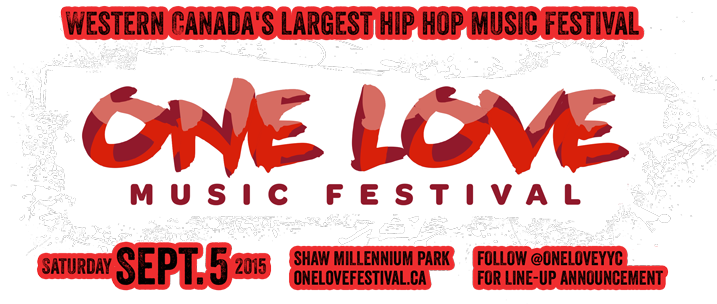 WESTERN CANADA'S LARGEST HIP HOP MUSIC FESTIVAL
ONE LOVE
MUSIC FESTIVAL
SATURDAY SEPT. 5 2015
SHAW MILLENNIUM PARK
ONELOVEFESTIVAL.CA
FOLLOW @ONELOVEYYC
FOR LINE-UP ANNOUNCEMENT